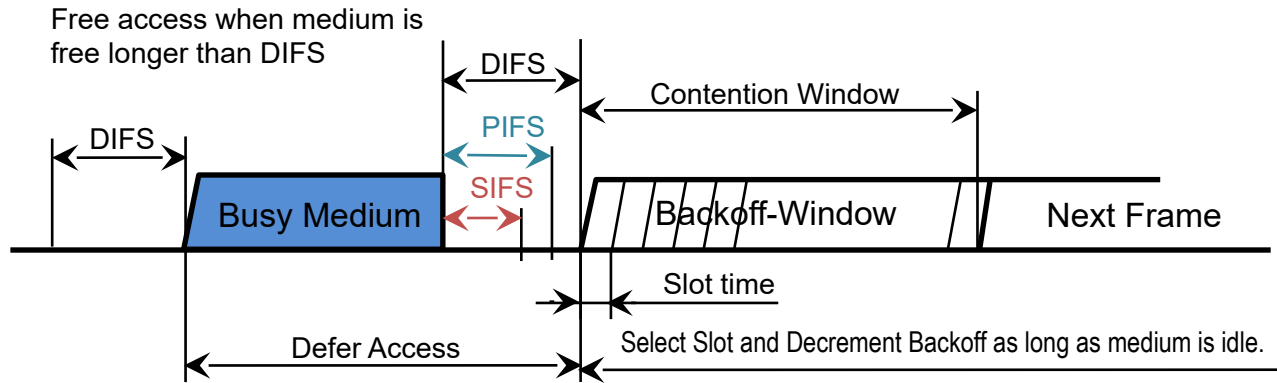 Free access when medium is
free longer than DIFS
DIFS
DIFS
PIFS
SIFS
Contention Window
Busy Medium
Backoff-Window
Next Frame
Slot time
Defer Access
Select Slot and Decrement Backoff as long as medium is idle.